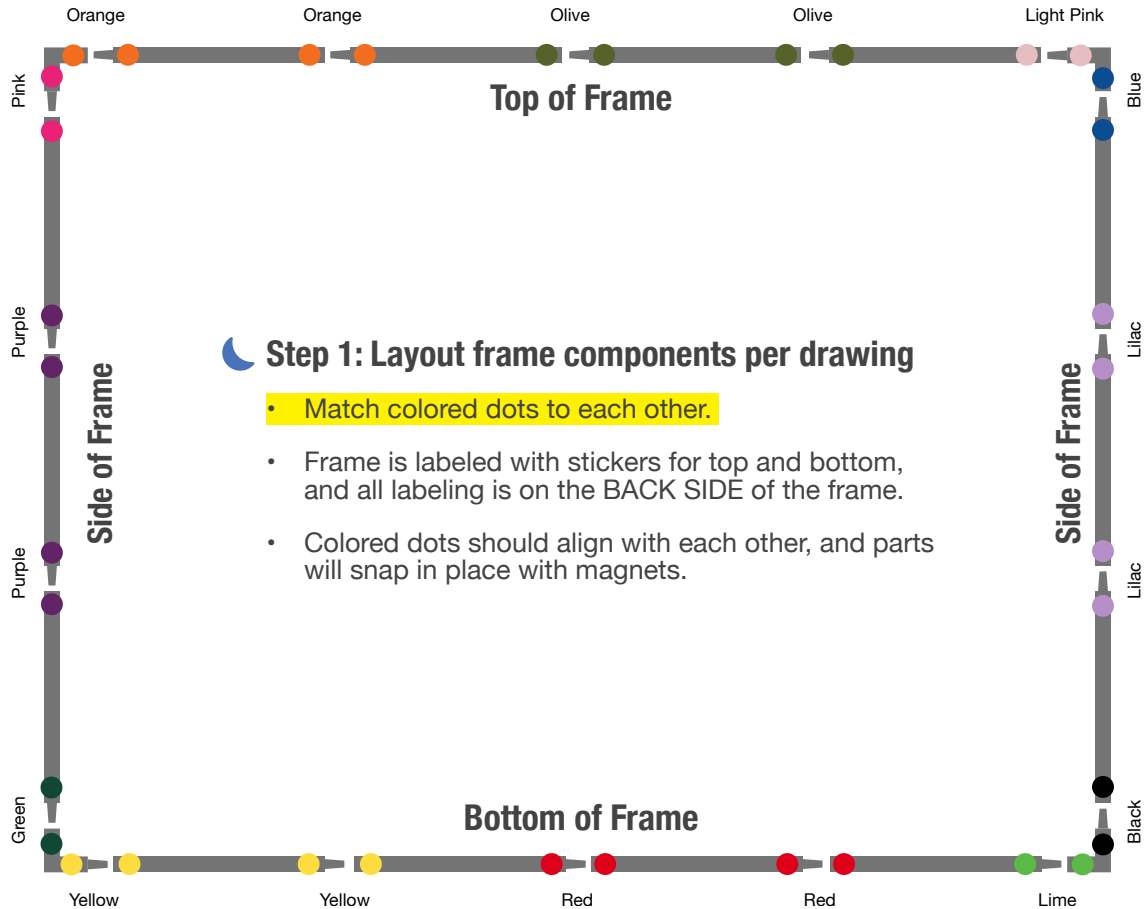 Orange
Orange
Olive
Olive
Light Pink
Pink
Blue
Top of Frame
Purple
Lilac
Step 1: Layout frame components per drawing
• Match colored dots to each other.
Side of Frame
Side of Frame
• Frame is labeled with stickers for top and bottom,
and all labeling is on the BACK SIDE of the frame.
• Colored dots should align with each other, and parts
will snap in place with magnets.
Purple
Lilac
Green
Black
Bottom of Frame
Yellow
Yellow
Red
Red
Lime